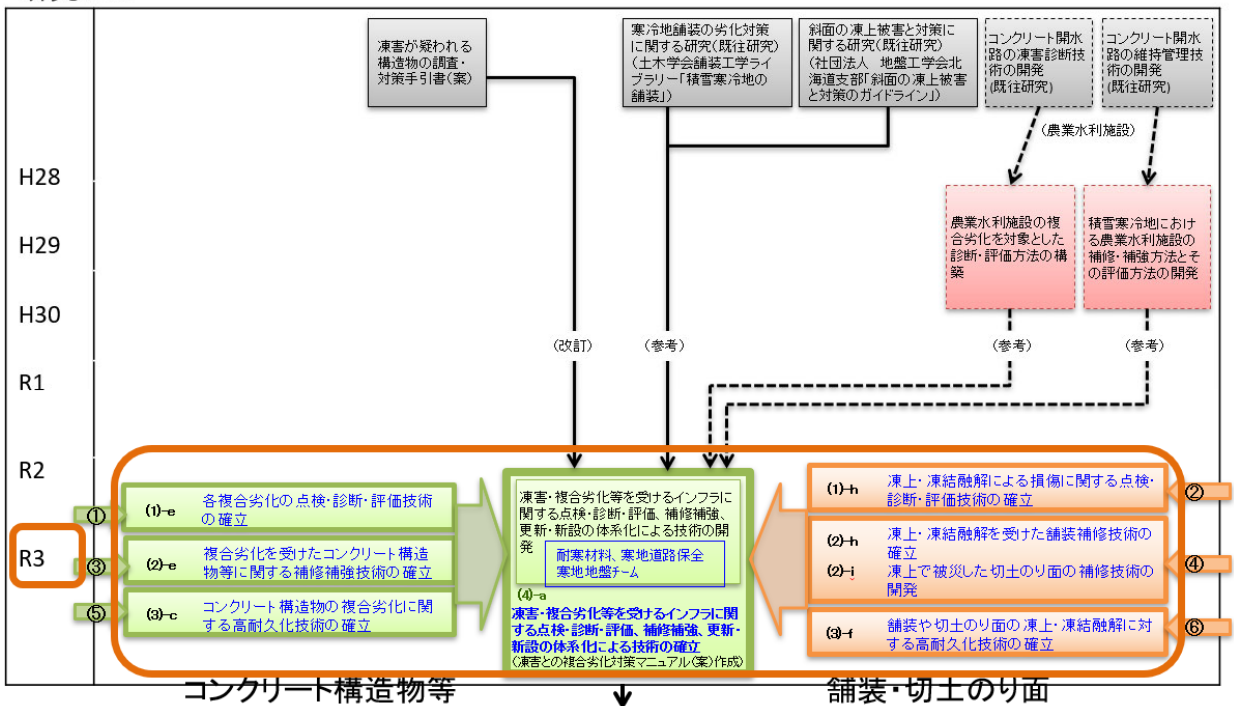 凍害が疑われる
構造物の調査・
対策手引書(案)
寒冷地舗装の劣化対策
に関する研究(既往研究)
(土木学会舗装工学ライ
ブラリー「積雪寒冷地の
舗装」)
斜面の凍上被害と対策に
関する研究(既往研究)
(社団法人 地盤工学会北
海道支部「斜面の凍上被害
と対策のガイドライン」)
コンクリート開水
路の凍害診断技
術の開発
(既往研究)
コンクリート開水
路の維持管理技
術の開発
(既往研究)
(農業水利施設)
H28
H29
H30
R1
R2
R3
農業水利施設の複
合劣化を対象とした
診断・評価方法の構
築
積雪寒冷地におけ
る農業水利施設の
補修・補強方法とそ
の評価方法の開発
(改訂)
(参考)
(参考)
(参考)
①
(1)-e 各複合劣化の点検・診断・評価技術
の確立
③
(2)-e 複合劣化を受けたコンクリート構造
物等に関する補修補強技術の確立
⑤
(3)-c コンクリート構造物の複合劣化に関
する高耐久化技術の確立
凍害・複合劣化等を受けるインフラに
関する点検・診断・評価、補修補強、
更新・新設の体系化による技術の開
発
耐寒材料、寒地道路保全
寒地地盤チーム
(4)-a
凍害・複合劣化等を受けるインフラに関
する点検・診断・評価、補修補強、更新・
新設の体系化による技術の確立
(凍害との複合劣化対策マニュアル(案)作成)
(1)-h 凍上・凍結融解による損傷に関する点検・
診断・評価技術の確立
②
(2)-h 凍上・凍結融解を受けた舗装補修技術の
確立
(2)-i 凍上で被災した切土のり面の補修技術の
開発
④
(3)-f 舗装や切土のり面の凍上・凍結融解に対
する高耐久化技術の確立
⑥
コンクリート構造物等
舗装・切土のり面